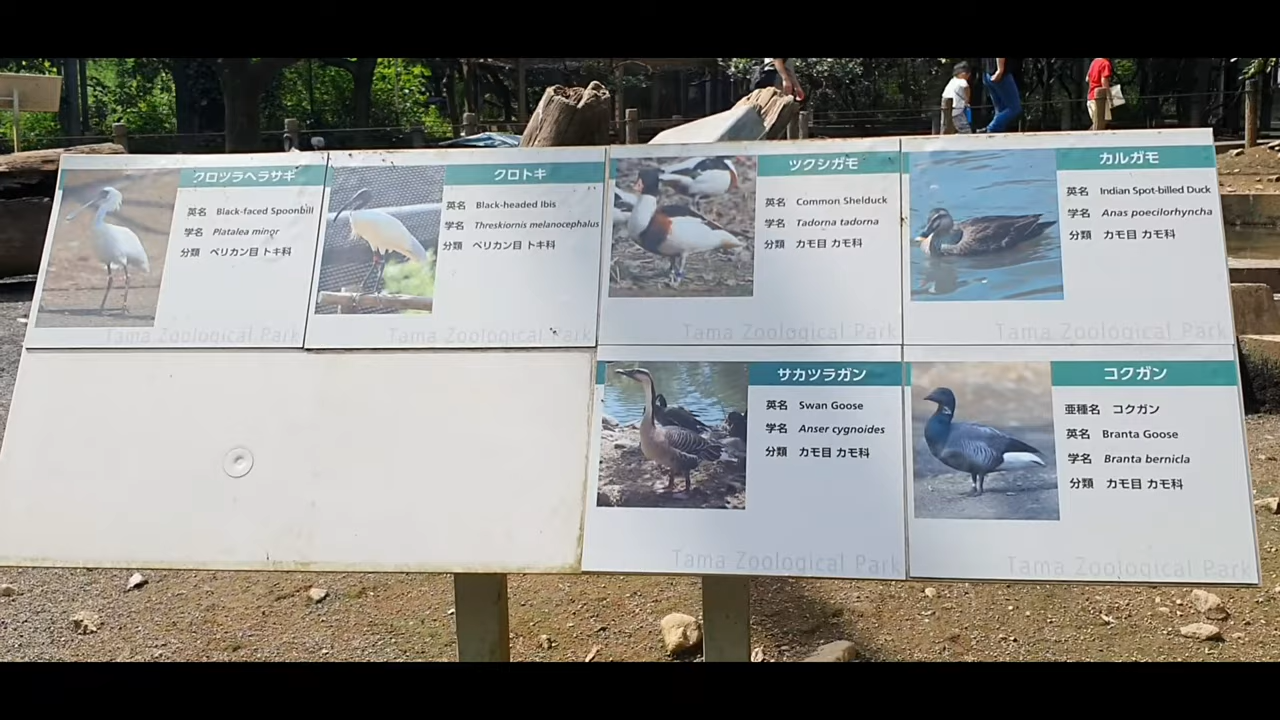 クロツラヘラサギ
英名 Black-faced Spoonbill
学名 Platalea minor
分類 ペリカン目 トキ科
Tama Zoological Park
クロトキ
英名 Black-headed Ibis
学名 Threskiornis melanocephalus
分類 ペリカン目 トキ科
Tama Zoological Park
ツクシガモ
英名 Common Shelduck
学名 Tadorna tadorna
分類 カモ目 カモ科
Tama Zoological Park
カルガモ
英名 Indian Spot-billed Duck
学名 Anas poecilorhyncha
分類 カモ目 カモ科
Tama Zoological Park
サカツラガン
英名 Swan Goose
学名 Anser cygnoides
分類 カモ目 カモ科
Tama Zoological Park
コクガン
亜種名 コクガン
英名 Branta Goose
学名 Branta bernicla
分類 カモ目 カモ科
Tama Zoological Park